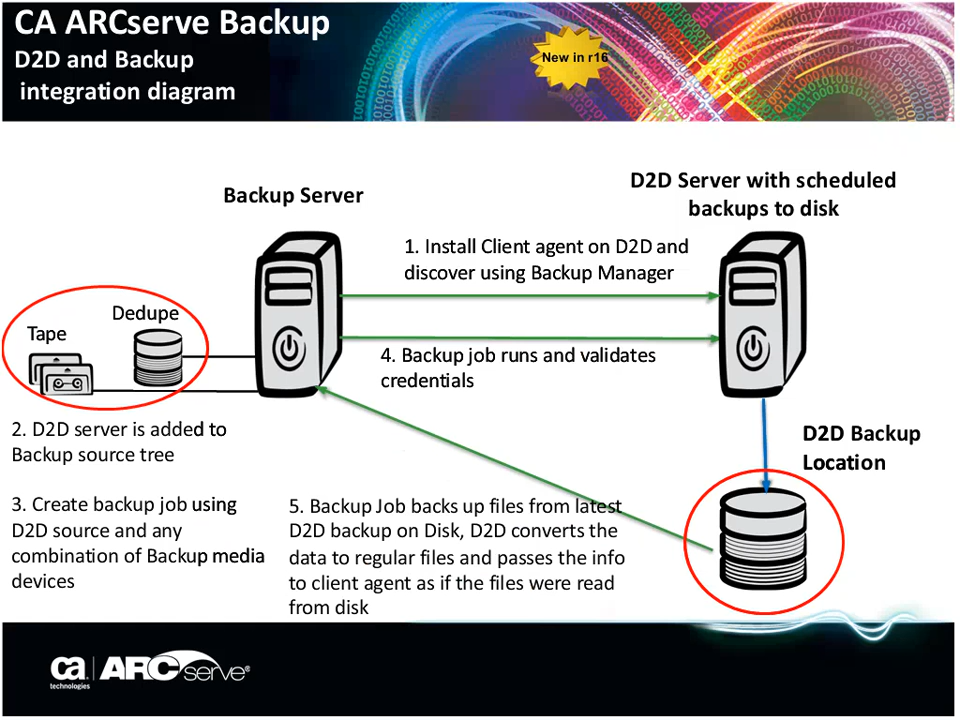 CA ARCserve Backup
D2D and Backup
integration diagram
New in r16
Backup Server
D2D Server with scheduled
backups to disk
1. Install Client agent on D2D and
discover using Backup Manager
Dedupe
Tape
4. Backup job runs and validates
credentials
2. D2D server is added to
Backup source tree
D2D Backup
Location
3. Create backup job using
D2D source and any
combination of Backup media
devices
5. Backup Job backs up files from latest
D2D backup on Disk, D2D converts the
data to regular files and passes the info
to client agent as if the files were read
from disk
ca
technologies
ARCserve®